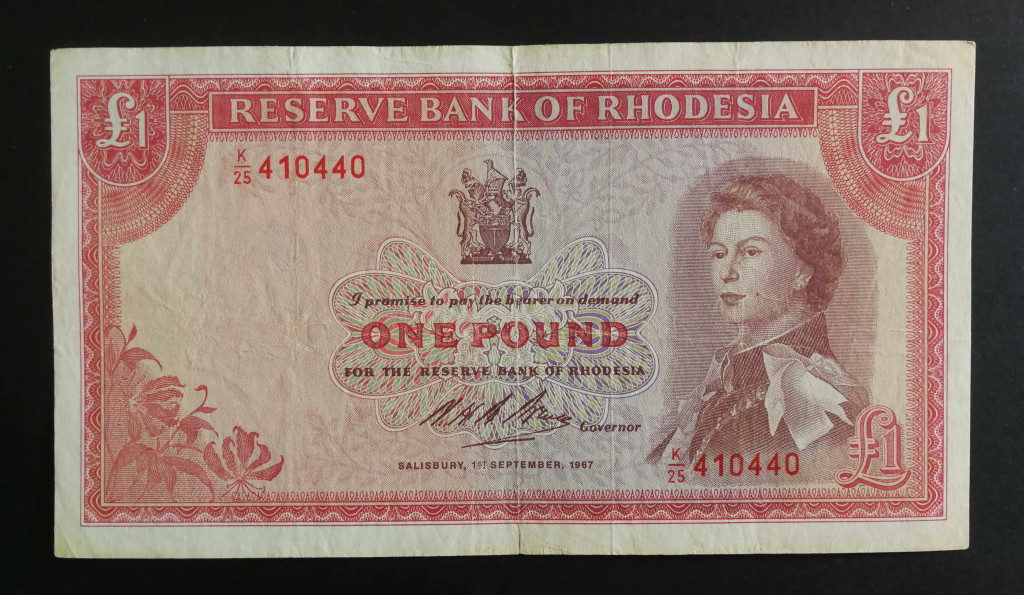 £1 RESERVE BANK OF RHODESIA £1
K/25 410440
I promise to pay the bearer on demand
ONE POUND
FOR THE RESERVE BANK OF RHODESIA
Governor
K/25 410440 £1
SALISBURY, 1ST SEPTEMBER, 1967